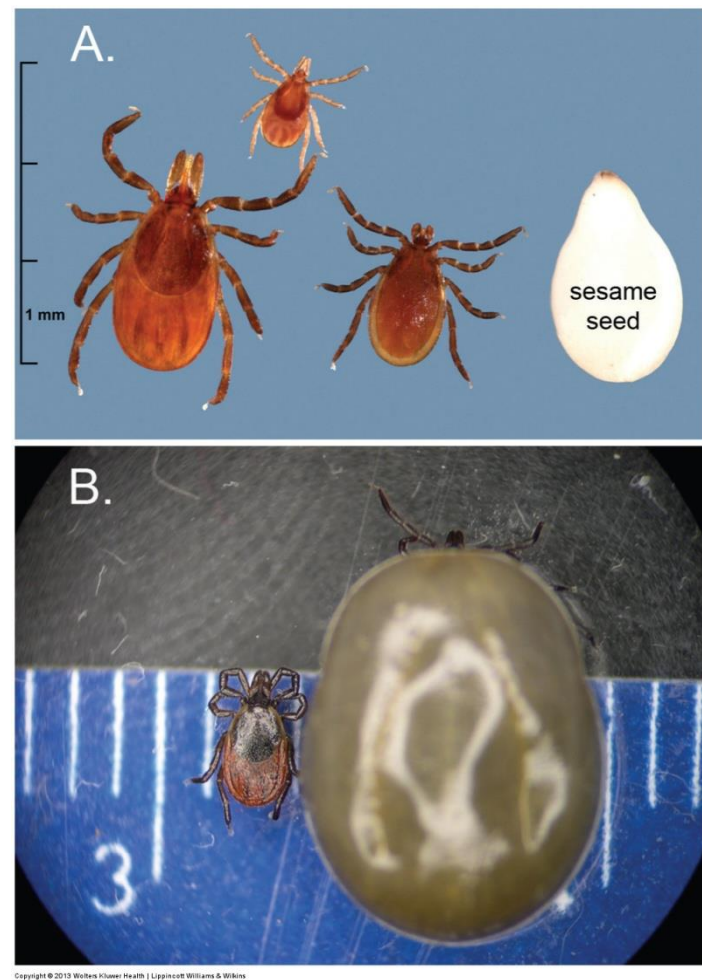 A.
1 mm
sesame
seed
B.
3
Copyright © 2013 Wolters Kluwer Health | Lippincott Williams & Wilkins